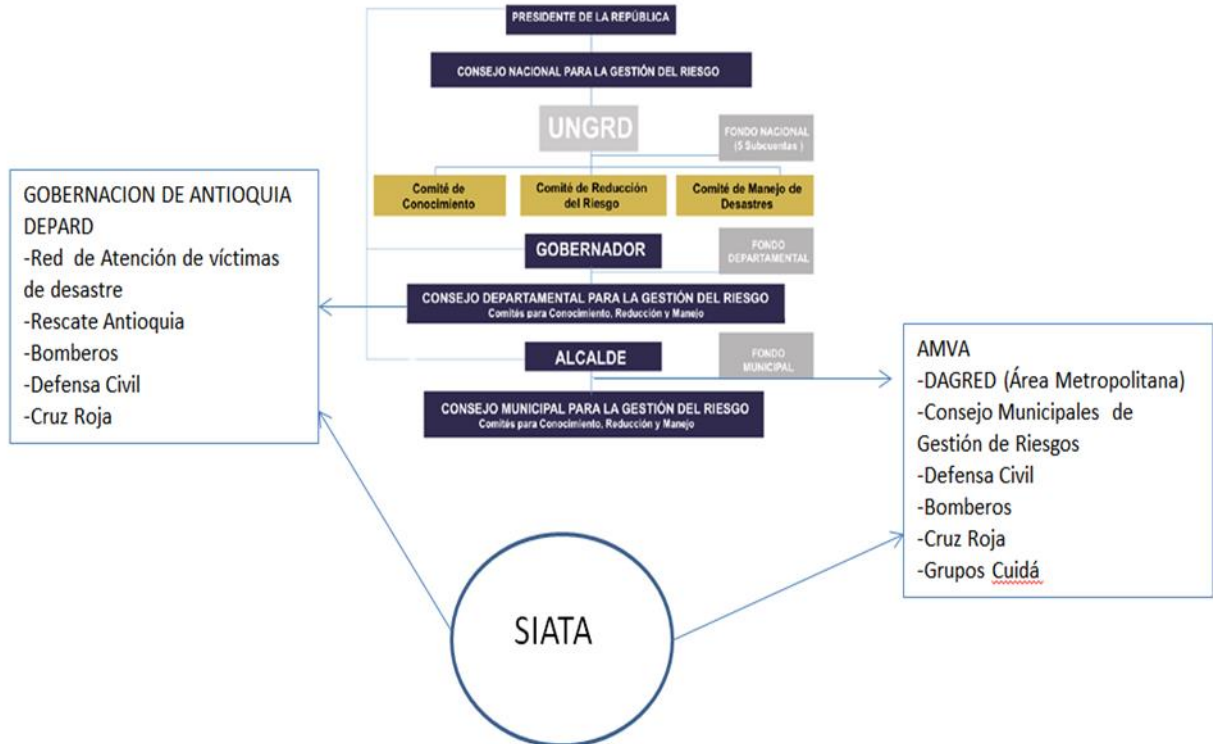 PRESIDENTE DE LA REPÚBLICA
CONSEJO NACIONAL PARA LA GESTIÓN DEL RIESGO
UNGRD
FONDO NACIONAL
(5 Subcuentas )
Comité de
Conocimiento
Comité de Reducción
del Riesgo
Comité de Manejo de
Desastres
GOBERNADOR
FONDO
DEPARTAMENTAL
CONSEJO DEPARTAMENTAL PARA LA GESTIÓN DEL RIESGO
Comités para Conocimiento, Reducción y Manejo
ALCALDE
FONDO
MUNICIPAL
CONSEJO MUNICIPAL PARA LA GESTIÓN DEL RIESGO
Comités para Conocimiento, Reducción y Manejo
GOBERNACION DE ANTIOQUIA
DEPARD
-Red de Atención de víctimas
de desastre
-Rescate Antioquia
-Bomberos
-Defensa Civil
-Cruz Roja
AMVA
-DAGRED (Área Metropolitana)
-Consejo Municipales de
Gestión de Riesgos
-Defensa Civil
-Bomberos
-Cruz Roja
-Grupos Cuidá
SIATA